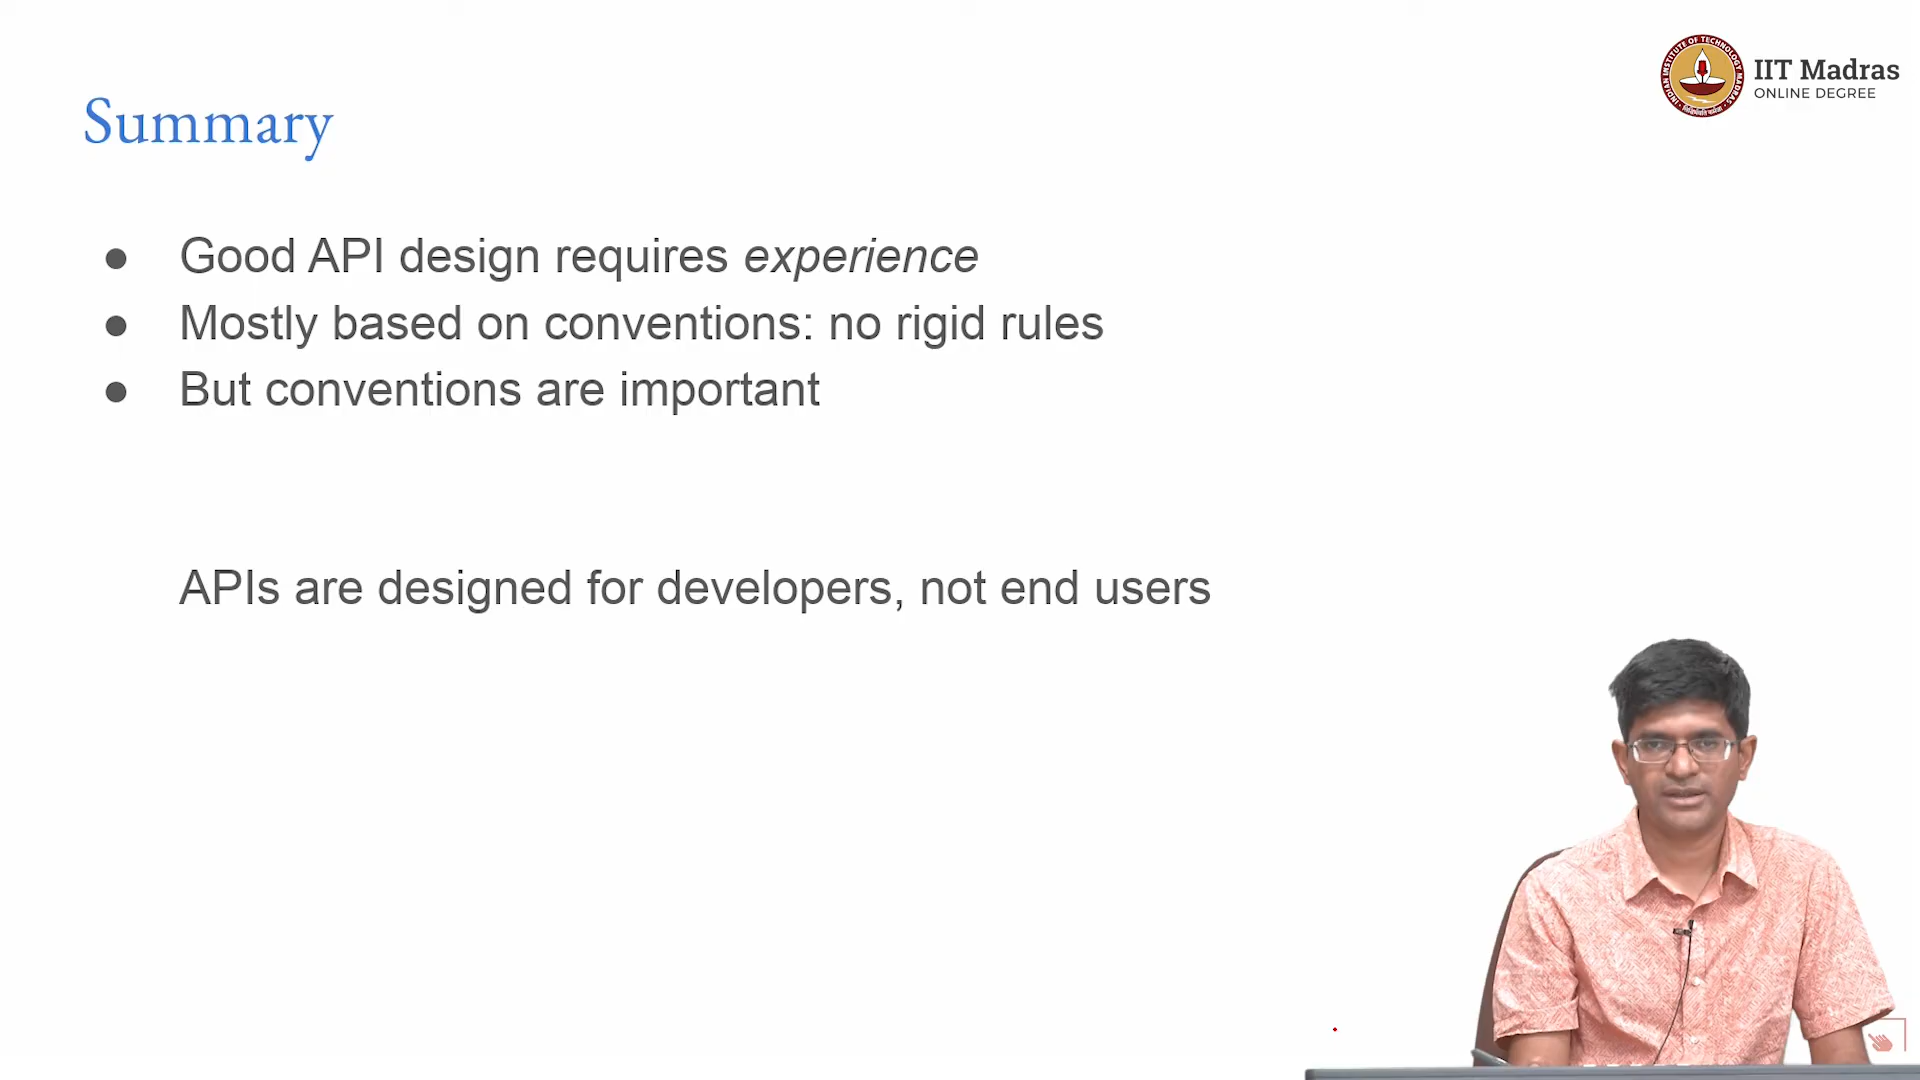 IIT Madras
ONLINE DEGREE
Summary
● Good API design requires experience
● Mostly based on conventions: no rigid rules
● But conventions are important
APIs are designed for developers, not end users